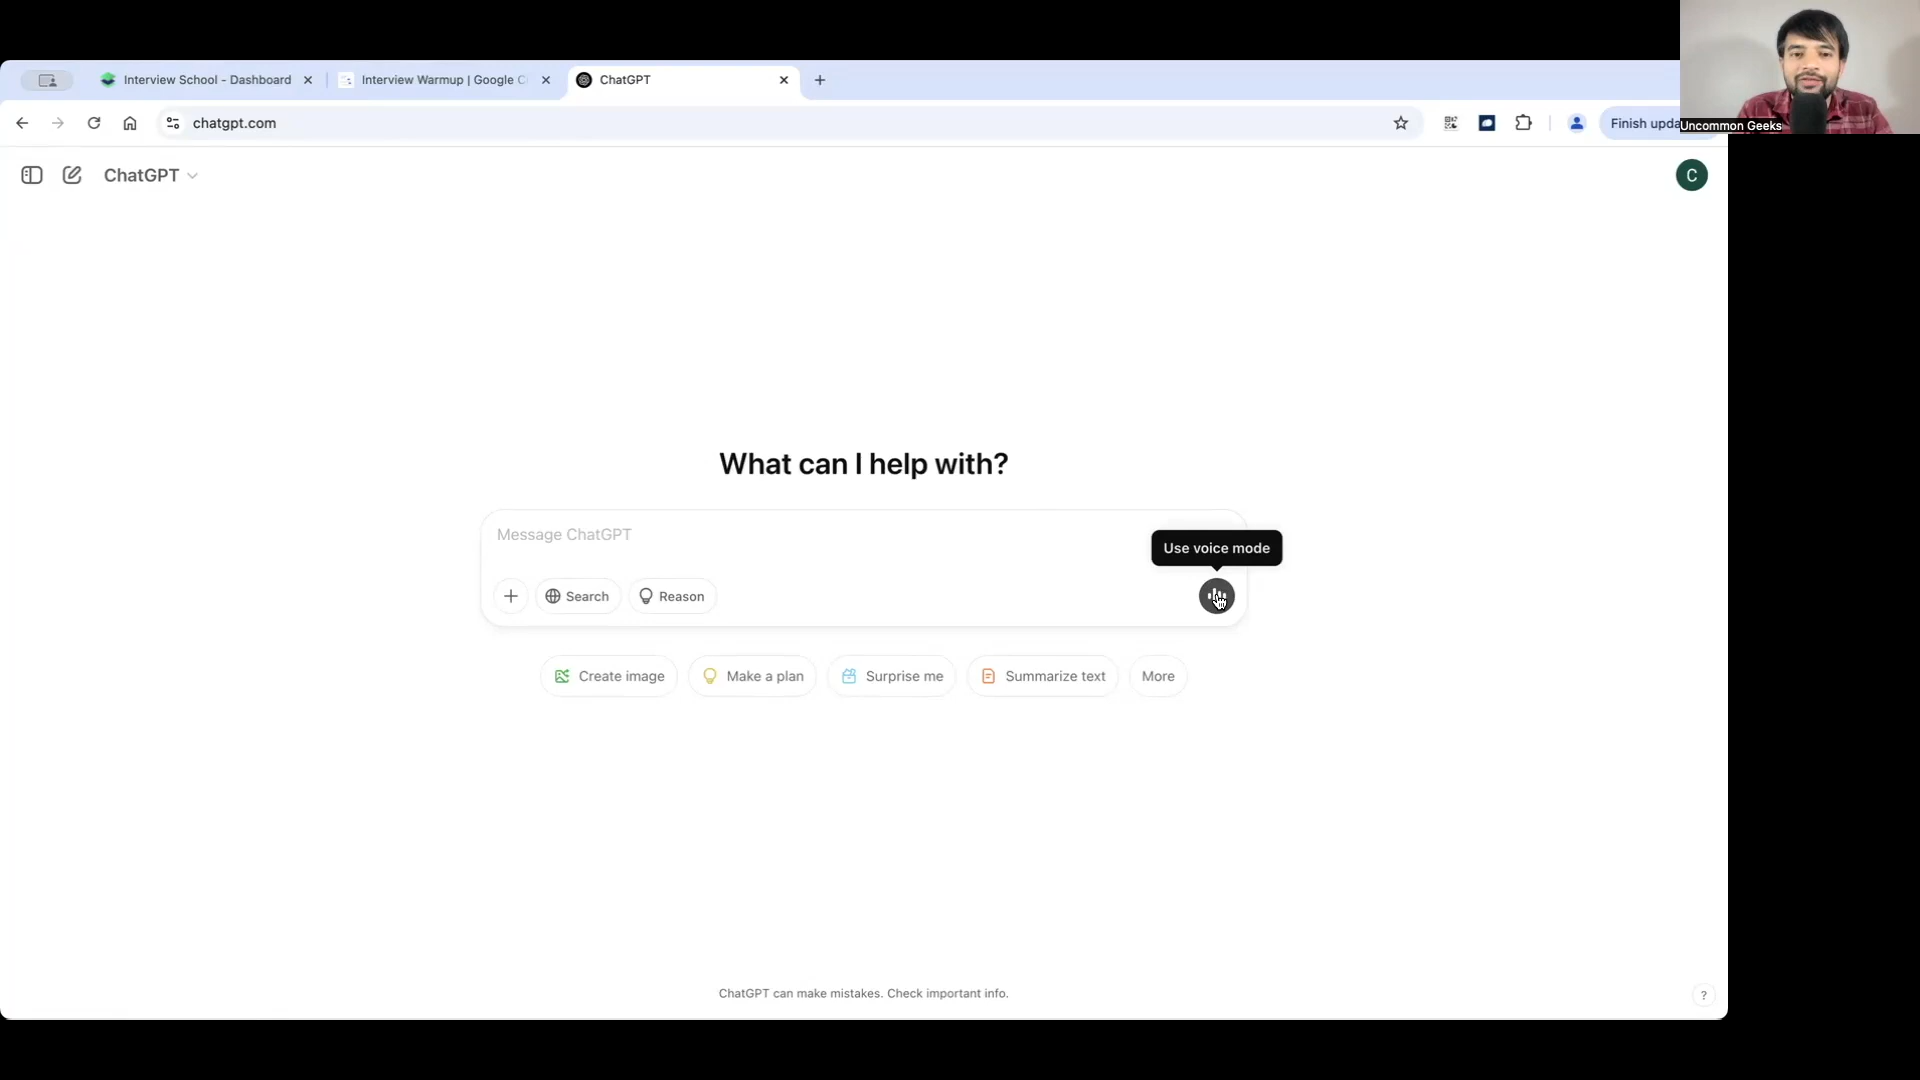 Interview School - Dashboard
Interview Warmup | Google C
ChatGPT
chatgpt.com
Finish upda
Uncommon Geeks
ChatGPT
C
What can I help with?
Message ChatGPT
Use voice mode
Search
Reason
Create image
Make a plan
Surprise me
Summarize text
More
ChatGPT can make mistakes. Check important info.
?